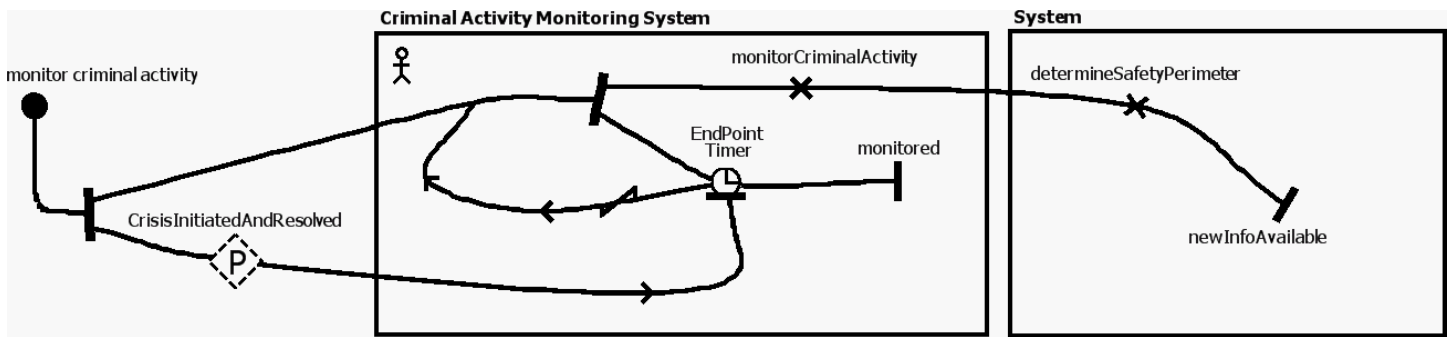 Criminal Activity Monitoring System
System
monitor criminal activity
monitorCriminalActivity
determineSafetyPerimeter
EndPoint
Timer
monitored
CrisisInitiatedAndResolved
P
newInfoAvailable